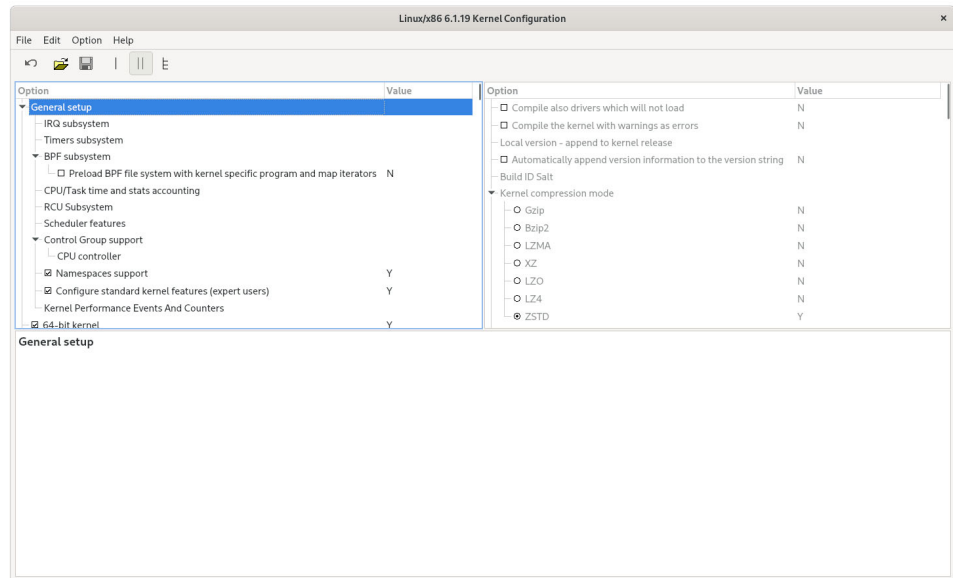 Linux/x86 6.1.19 Kernel Configuration
File Edit Option Help
Option Value
General setup
IRQ subsystem
Timers subsystem
BPF subsystem
Preload BPF file system with kernel specific program and map iterators N
CPU/Task time and stats accounting
RCU Subsystem
Scheduler features
Control Group support
CPU controller
Namespaces support Y
Configure standard kernel features (expert users) Y
Kernel Performance Events And Counters
64-bit kernel Y
Option Value
Compile also drivers which will not load N
Compile the kernel with warnings as errors N
Local version - append to kernel release
Automatically append version information to the version string N
Build ID Salt
Kernel compression mode
Gzip N
Bzip2 N
LZMA N
XZ N
LZO N
LZ4 N
ZSTD Y
General setup